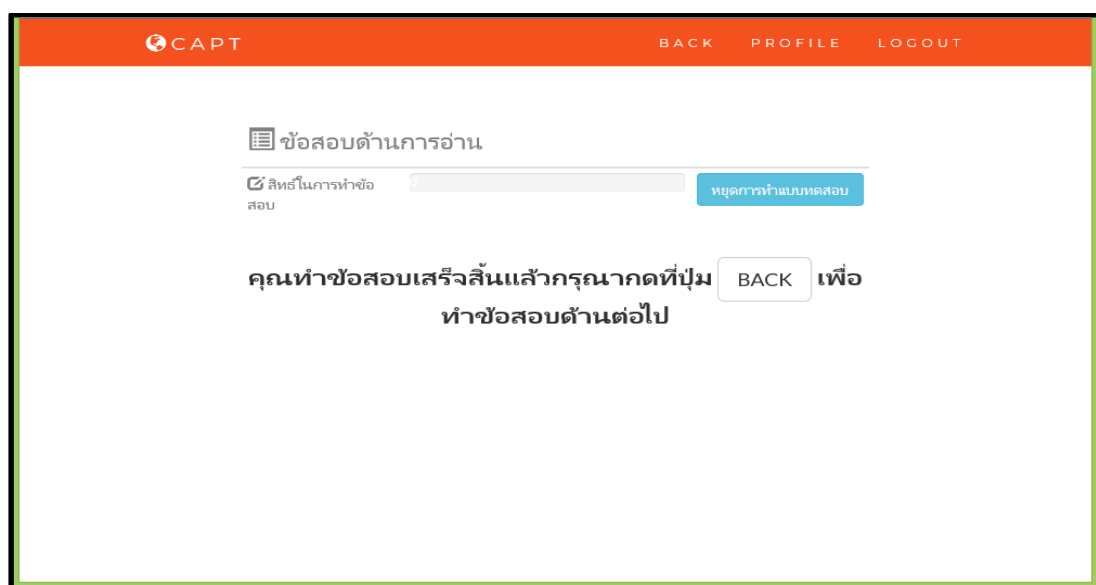 CAPT BACK PROFILE LOGOUT
ข้อสอบด้านการอ่าน
สิทธิ์ในการทำข้อ
สอบ
0
หยุดการทำแบบทดสอบ
คุณทำข้อสอบเสร็จสิ้นแล้วกรุณากดที่ปุ่ม BACK เพื่อ
ทำข้อสอบด้านต่อไป